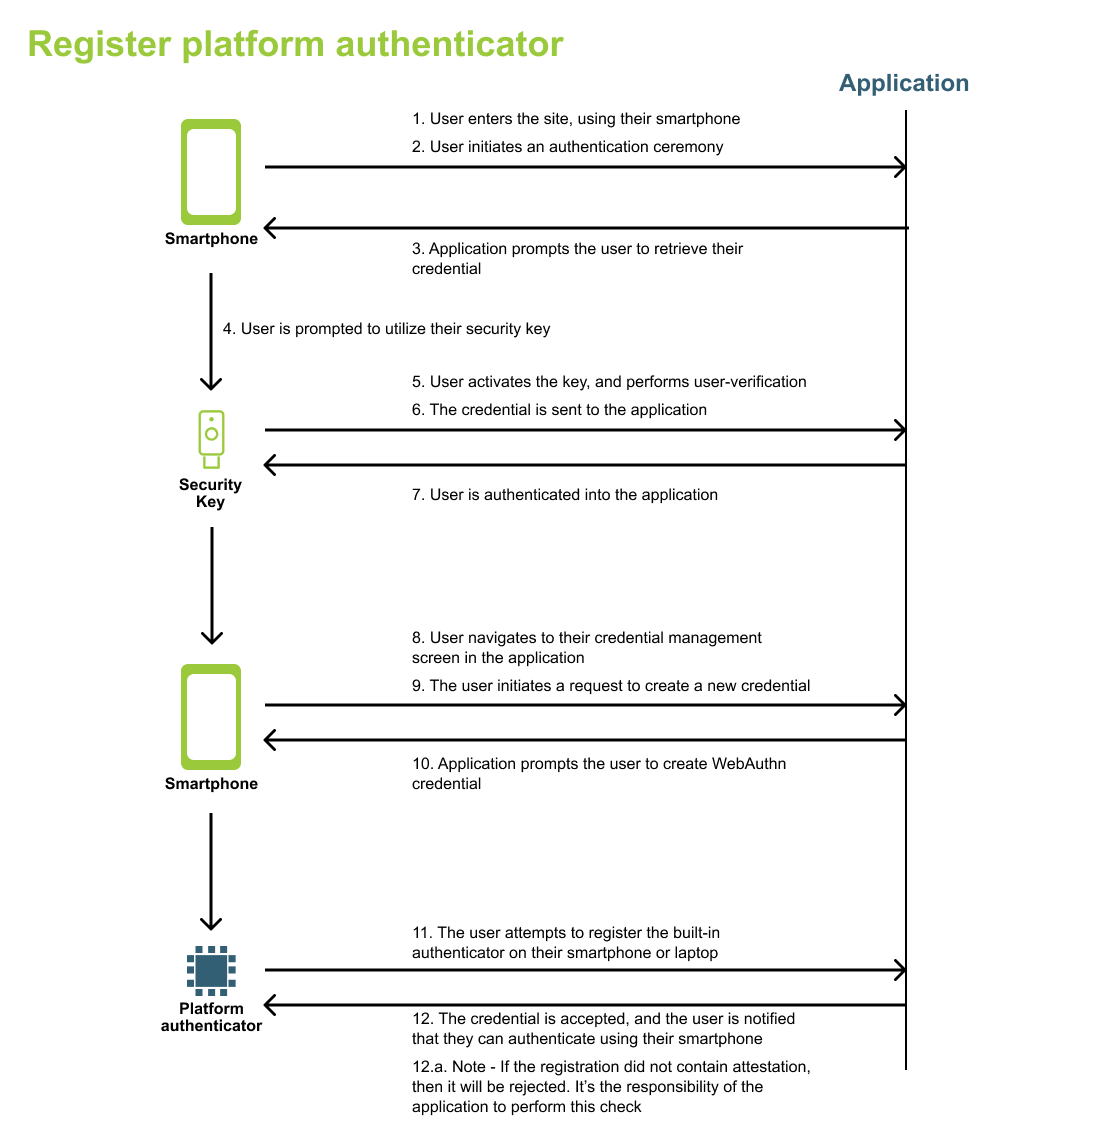 Register platform authenticator
Application
1. User enters the site, using their smartphone
2. User initiates an authentication ceremony
Smartphone
3. Application prompts the user to retrieve their
credential
4. User is prompted to utilize their security key
5. User activates the key, and performs user-verification
6. The credential is sent to the application
Security
Key
7. User is authenticated into the application
8. User navigates to their credential management
screen in the application
9. The user initiates a request to create a new credential
Smartphone
10. Application prompts the user to create WebAuthn
credential
11. The user attempts to register the built-in
authenticator on their smartphone or laptop
Platform
authenticator
12. The credential is accepted, and the user is notified
that they can authenticate using their smartphone
12.a. Note - If the registration did not contain attestation,
then it will be rejected. It’s the responsibility of the
application to perform this check